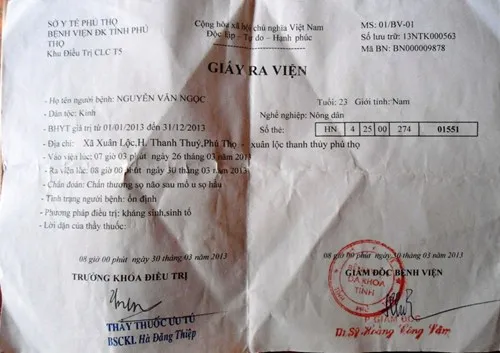 SỞ Y TẾ PHÚ THỌ
BỆNH VIỆN ĐK TỈNH PHÚ
THỌ
Khu Điều Trị CLC T5
Cộng hòa xã hội chủ nghĩa Việt Nam
Độc lập - Tự do - Hạnh phúc
MS: 01/BV-01
Số lưu trữ: 13NTK000563
Mã BN: BN000009878
GIẤY RA VIỆN
- Họ tên người bệnh: NGUYỄN VĂN NGỌC Tuổi: 23 Giới tính: Nam
- Dân tộc: Kinh Nghề nghiệp: Nông dân
- BHYT giá trị từ 01/01/2013 đến 31/12/2013 Số thẻ: HN 4 25 00 274 01551
- Địa chỉ: Xã Xuân Lộc,H. Thanh Thuỷ,Phú Thọ - xuân lộc thanh thủy phú thọ
- Vào viện lúc: 07 giờ 03 phút ngày 26 tháng 03 năm 2013
- Ra viện lúc: 08 giờ 00 phút ngày 30 tháng 03 năm 2013
- Chẩn đoán: Chấn thương sọ não sau mổ u sọ hầu
- Tình trạng người bệnh: ổn định
- Phương pháp điều trị: kháng sinh,sinh tố
- Lời dặn của thầy thuốc:
08 giờ 00 phút, ngày 30 tháng 03 năm 2013
TRƯỞNG KHOA ĐIỀU TRỊ
THẦY THUỐC ƯU TÚ
BSCKI. Hà Đăng Thiệp
08 giờ 00 phút, ngày 30 tháng 03 năm 2013
GIÁM ĐỐC BỆNH VIỆN
ĐA KHOA
TỈNH
P. GIÁM ĐỐC